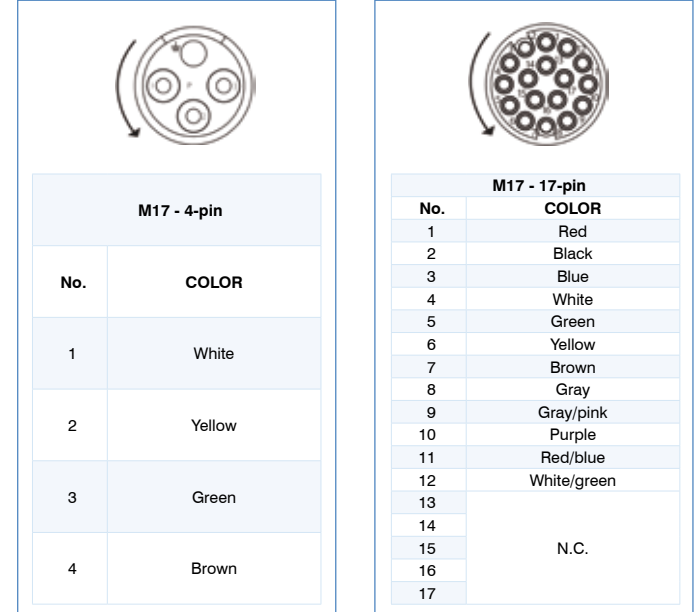 M17 - 4-pin
No. COLOR
1 White
2 Yellow
3 Green
4 Brown
M17 - 17-pin
No. COLOR
1 Red
2 Black
3 Blue
4 White
5 Green
6 Yellow
7 Brown
8 Gray
9 Gray/pink
10 Purple
11 Red/blue
12 White/green
13
14
15 N.C.
16
17